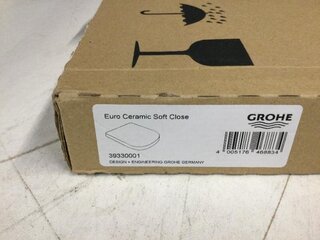 Euro Ceramic Soft Close
GROHE
39330001
DESIGN + ENGINEERING GROHE GERMANY
4 005176 468834